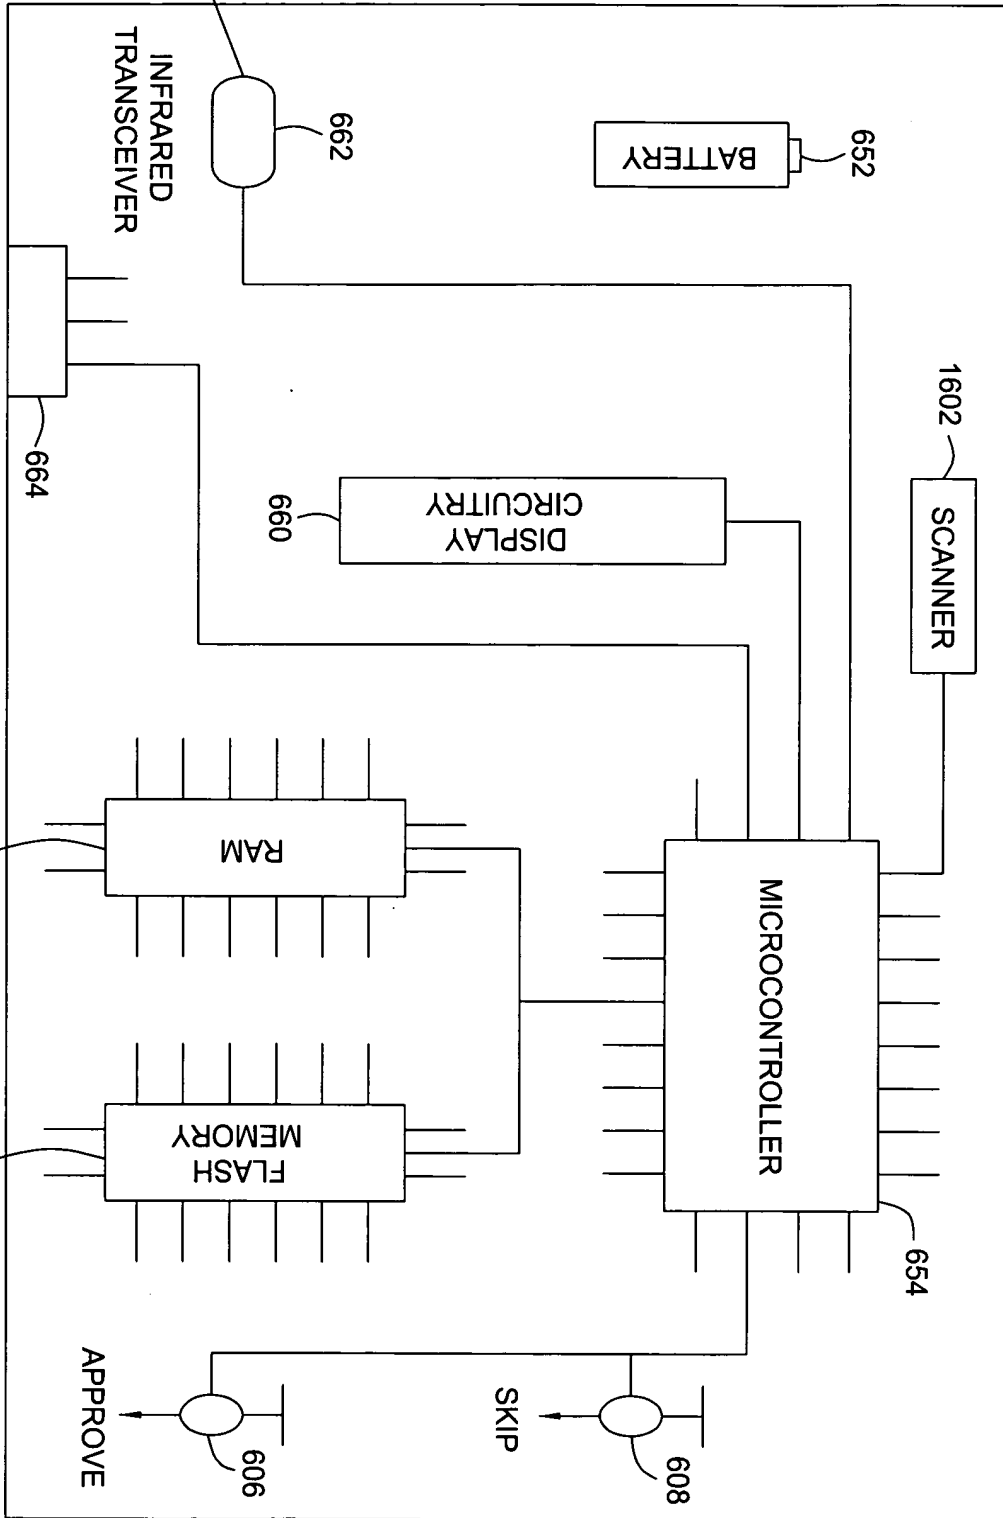 1602
SCANNER
652
BATTERY
662
INFRARED
TRANSCEIVER
664
DISPLAY
CIRCUITRY
660
MICROCONTROLLER
654
RAM
FLASH
MEMORY
608
SKIP
606
APPROVE